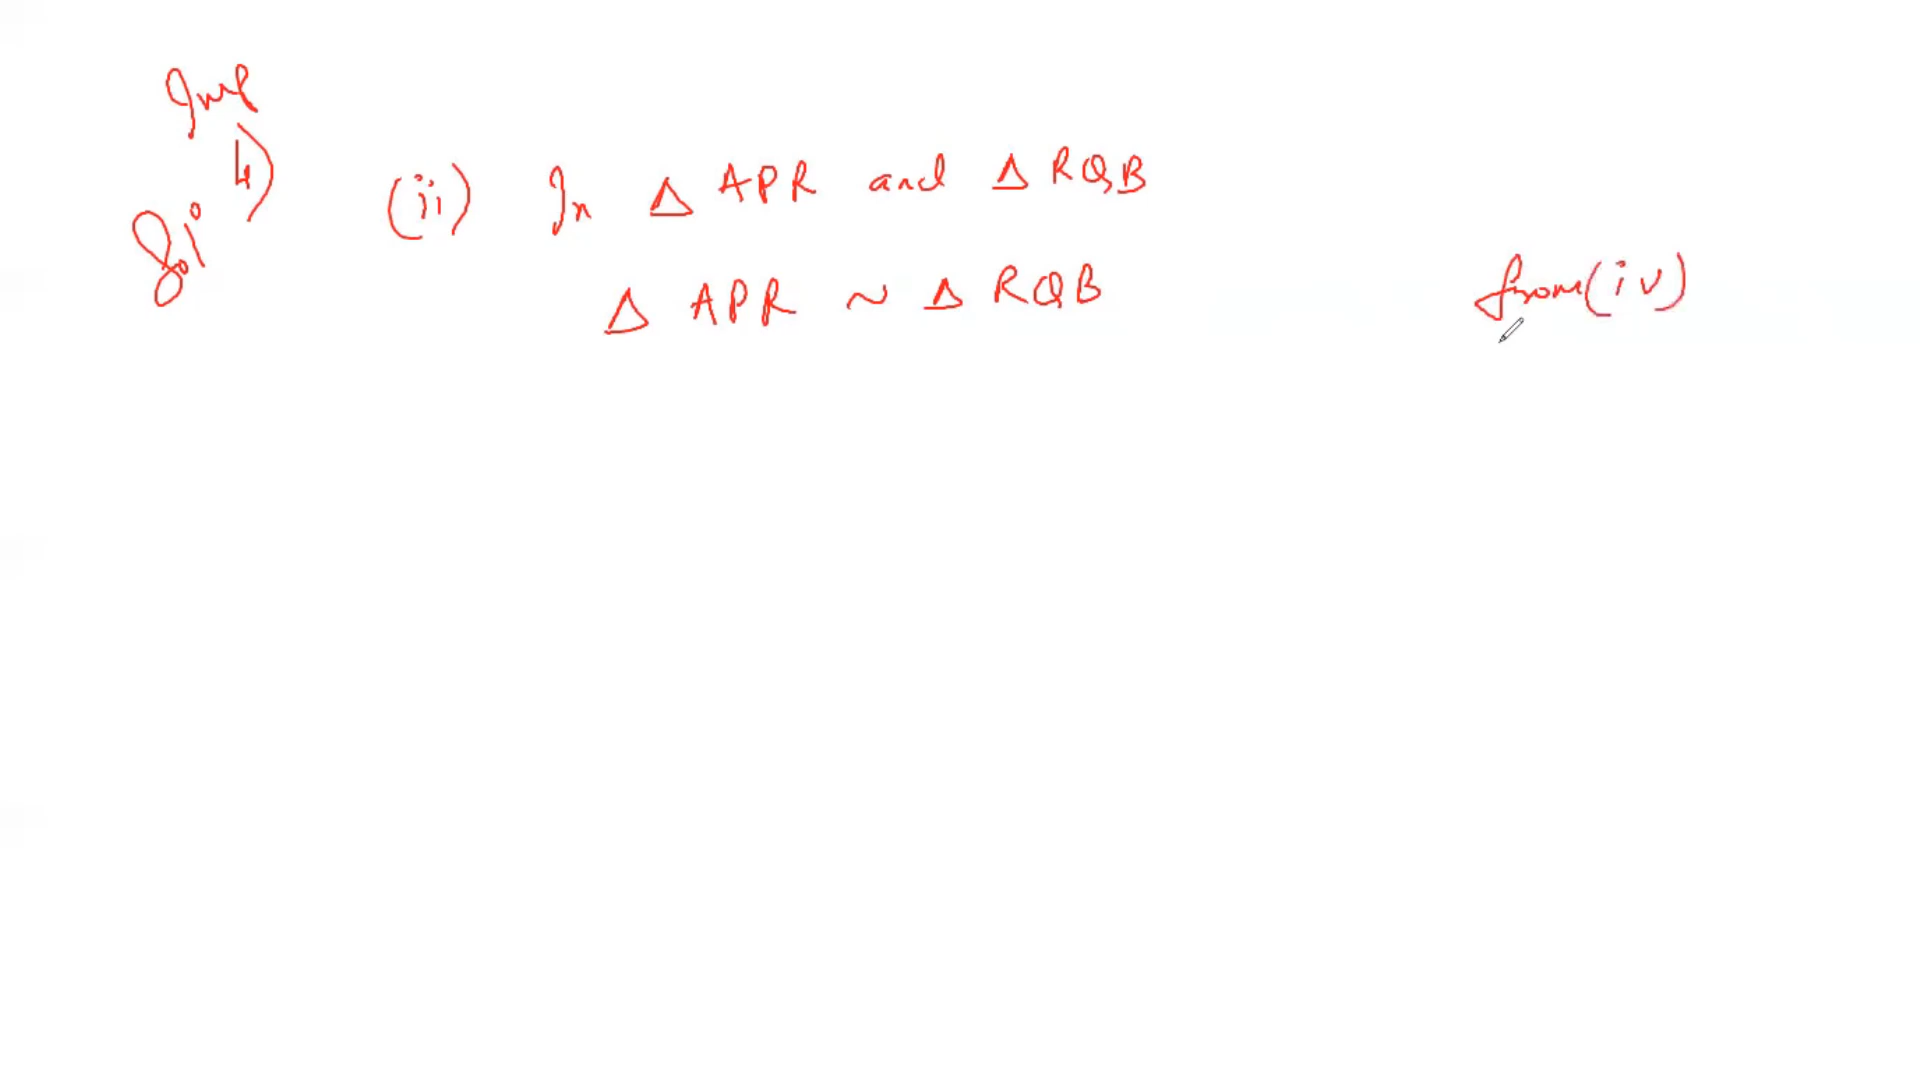 Imp
4) (ii) In Δ APR and Δ RQB
Sol°
Δ APR ~ Δ RQB from (iv)